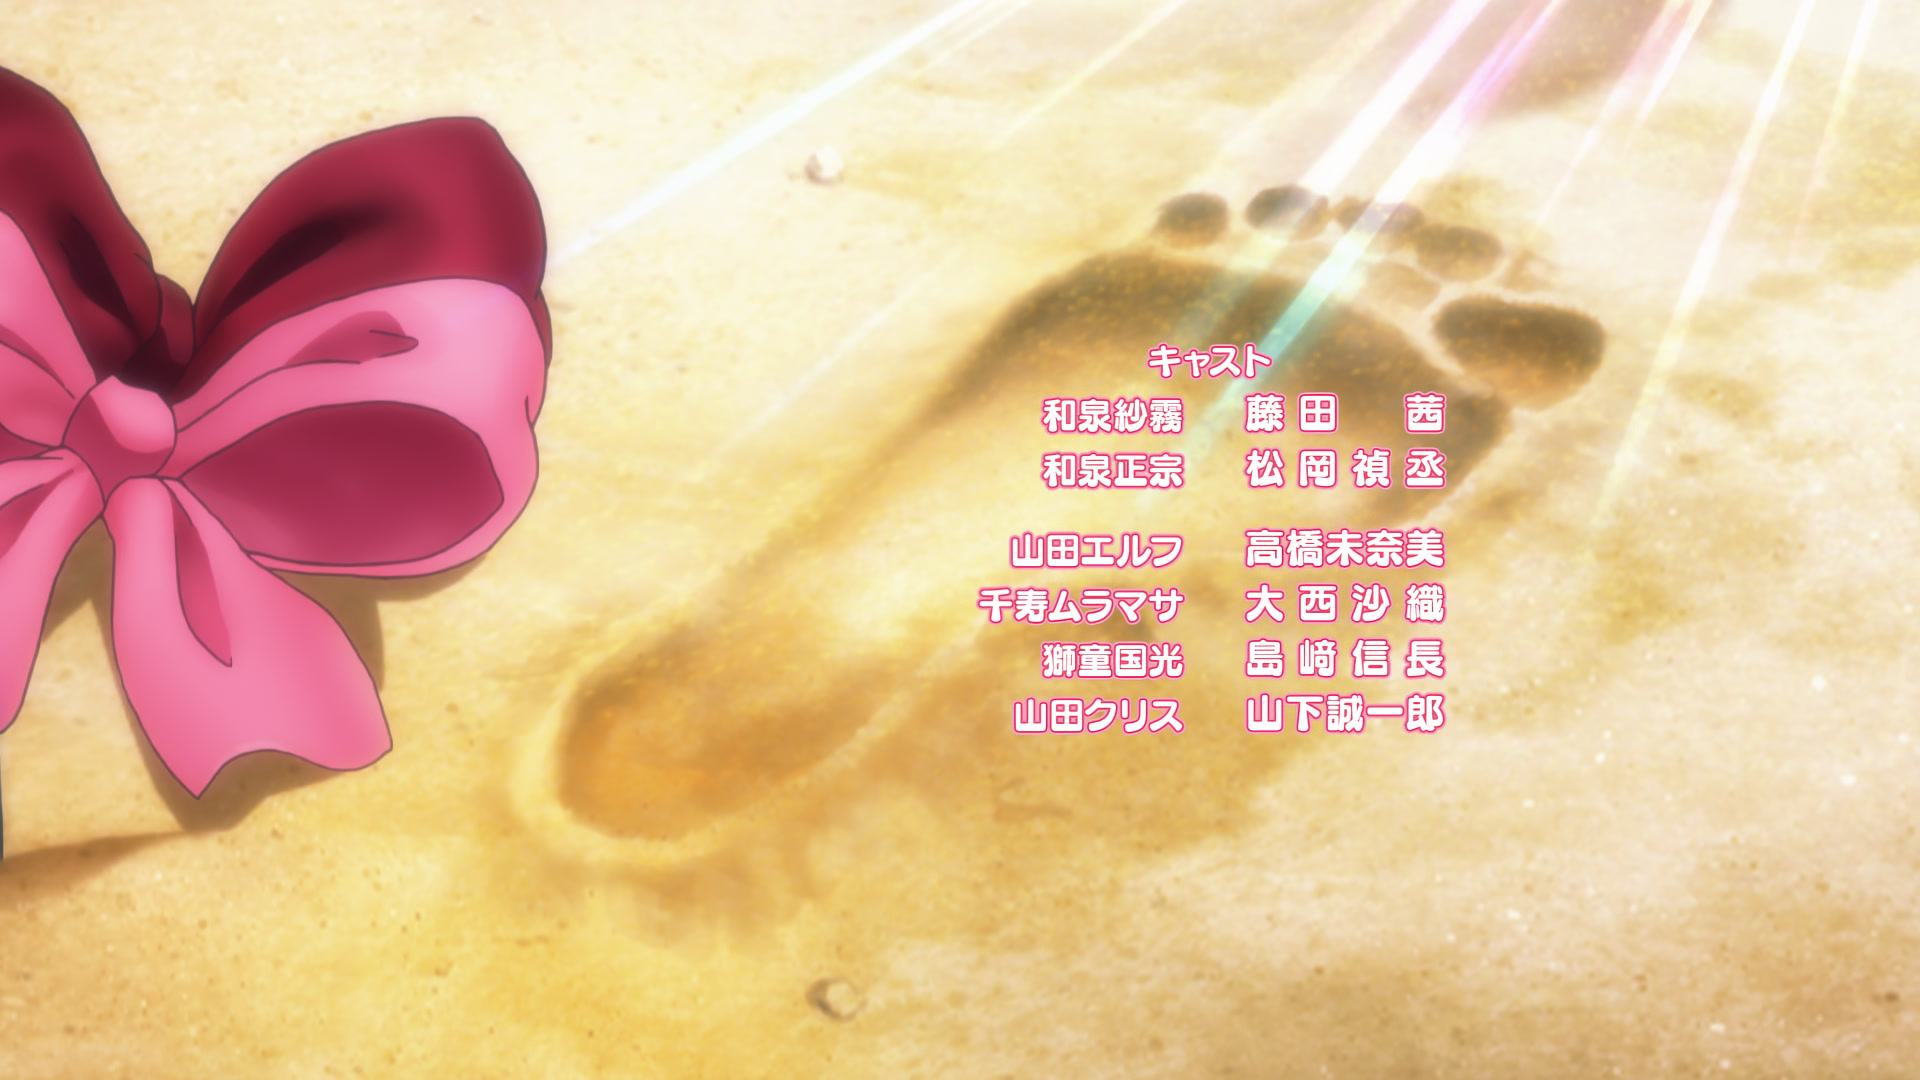 キャスト
和泉紗霧 藤田 茜
和泉正宗 松岡禎丞
山田エルフ 高橋未奈美
千寿ムラマサ 大西沙織
獅童国光 島﨑信長
山田クリス 山下誠一郎